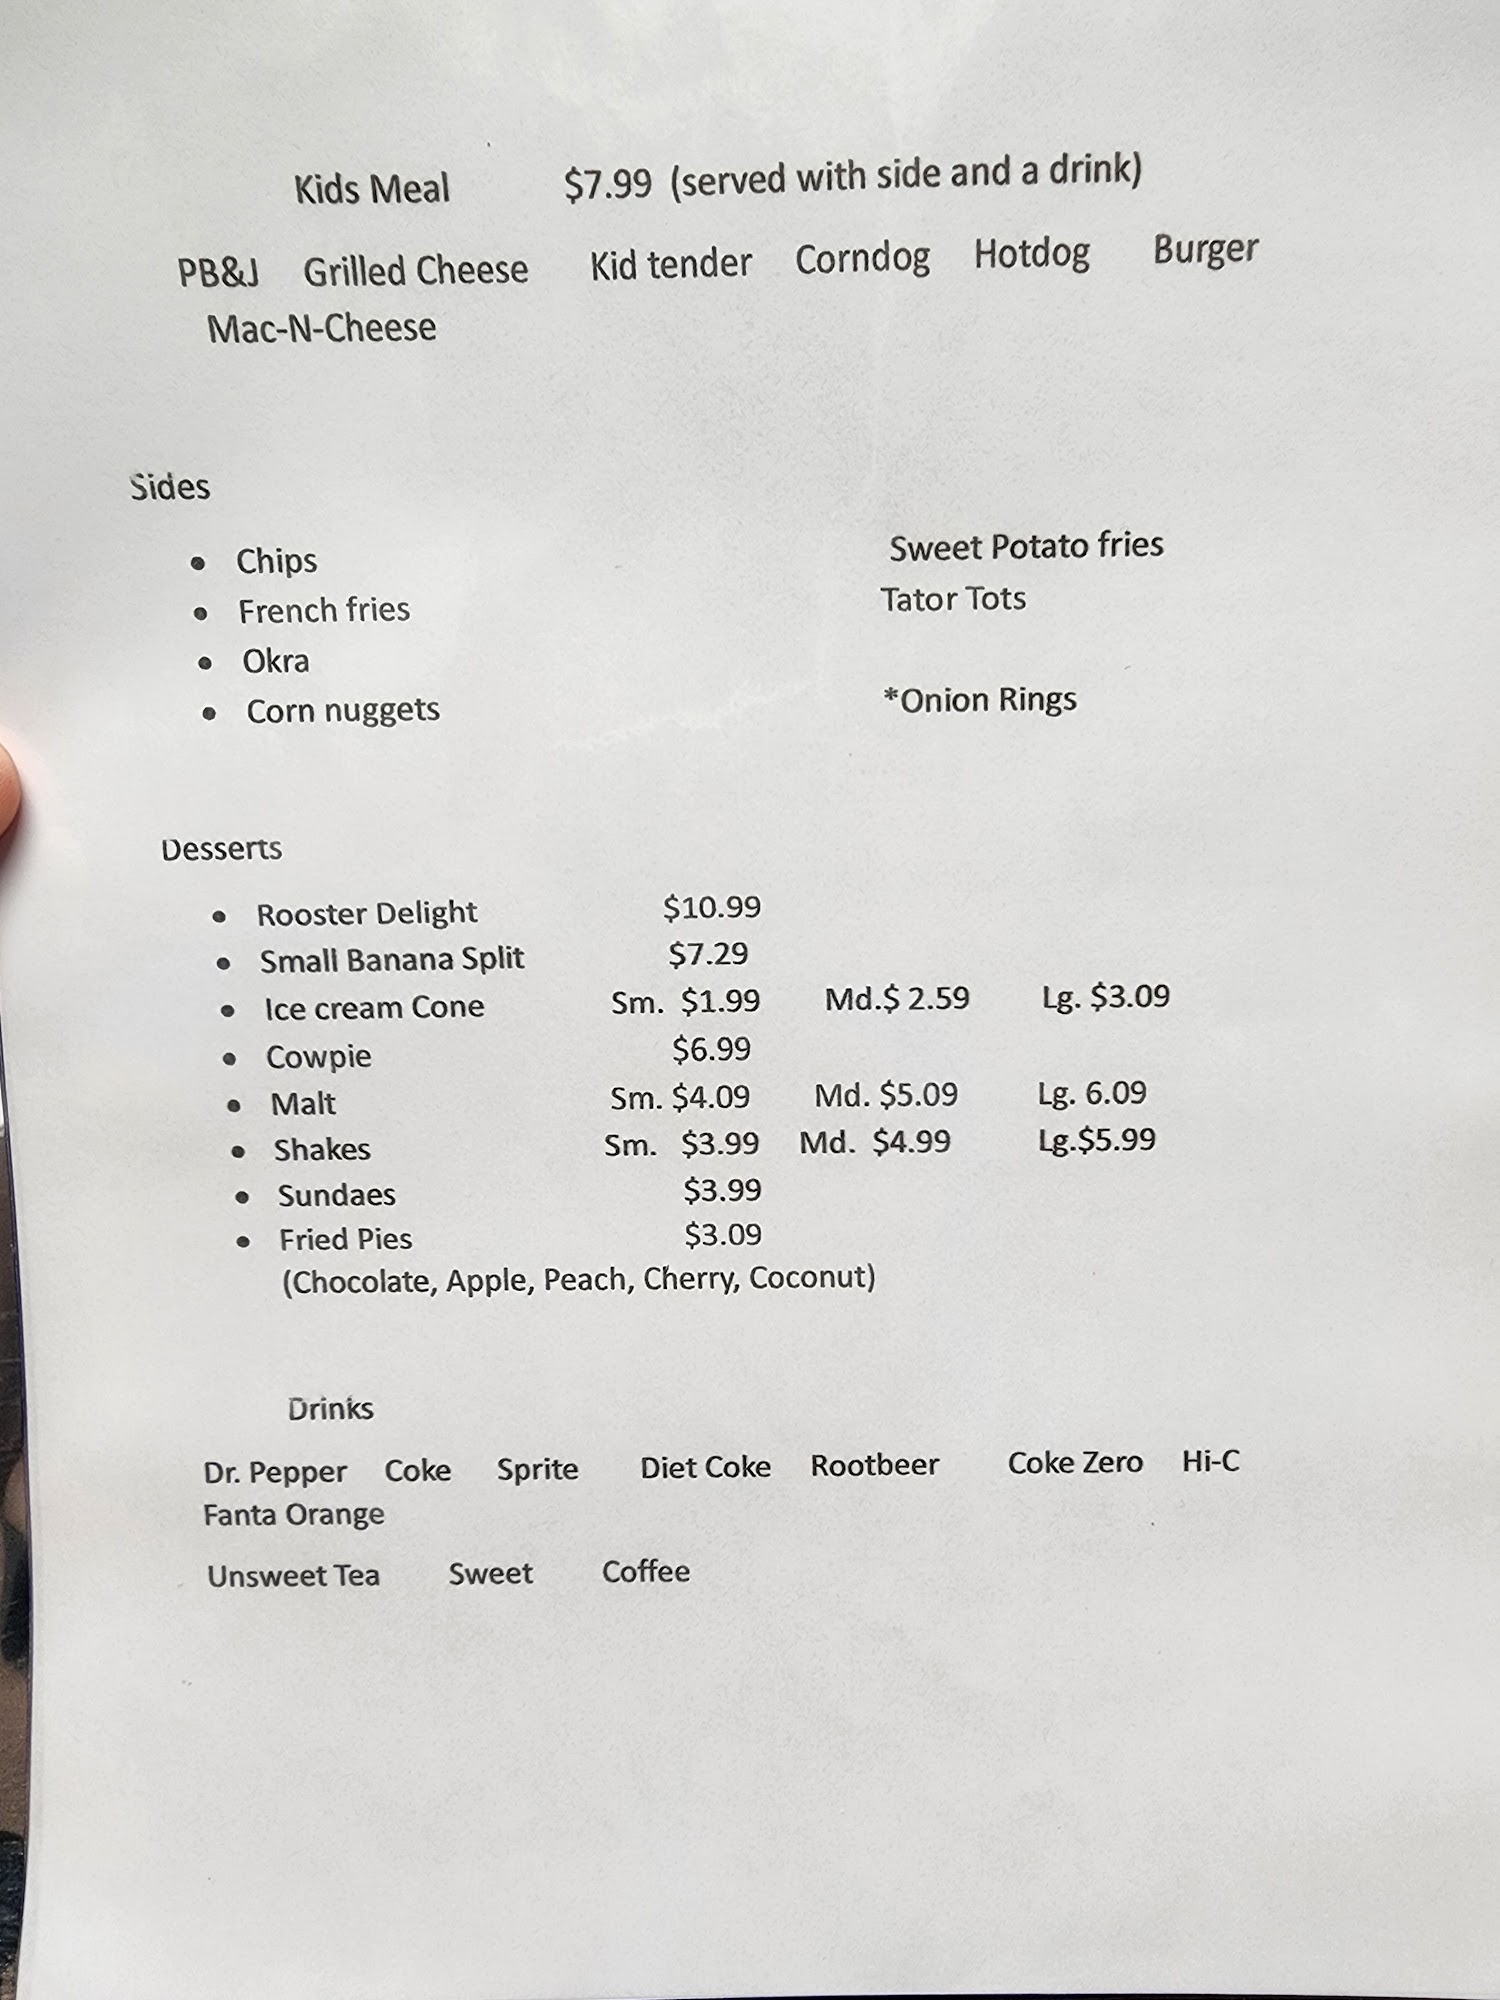 Kids Meal $7.99 (served with side and a drink)
PB&J Grilled Cheese Kid tender Corndog Hotdog Burger
Mac-N-Cheese
Sides
• Chips
• French fries
• Okra
• Corn nuggets
Sweet Potato fries
Tator Tots
*Onion Rings
Desserts
• Rooster Delight $10.99
• Small Banana Split $7.29
• Ice cream Cone Sm. $1.99 Md.$ 2.59 Lg. $3.09
• Cowpie $6.99
• Malt Sm. $4.09 Md. $5.09 Lg. 6.09
• Shakes Sm. $3.99 Md. $4.99 Lg.$5.99
• Sundaes $3.99
• Fried Pies $3.09
(Chocolate, Apple, Peach, Cherry, Coconut)
Drinks
Dr. Pepper Coke Sprite Diet Coke Rootbeer Coke Zero Hi-C
Fanta Orange
Unsweet Tea Sweet Coffee